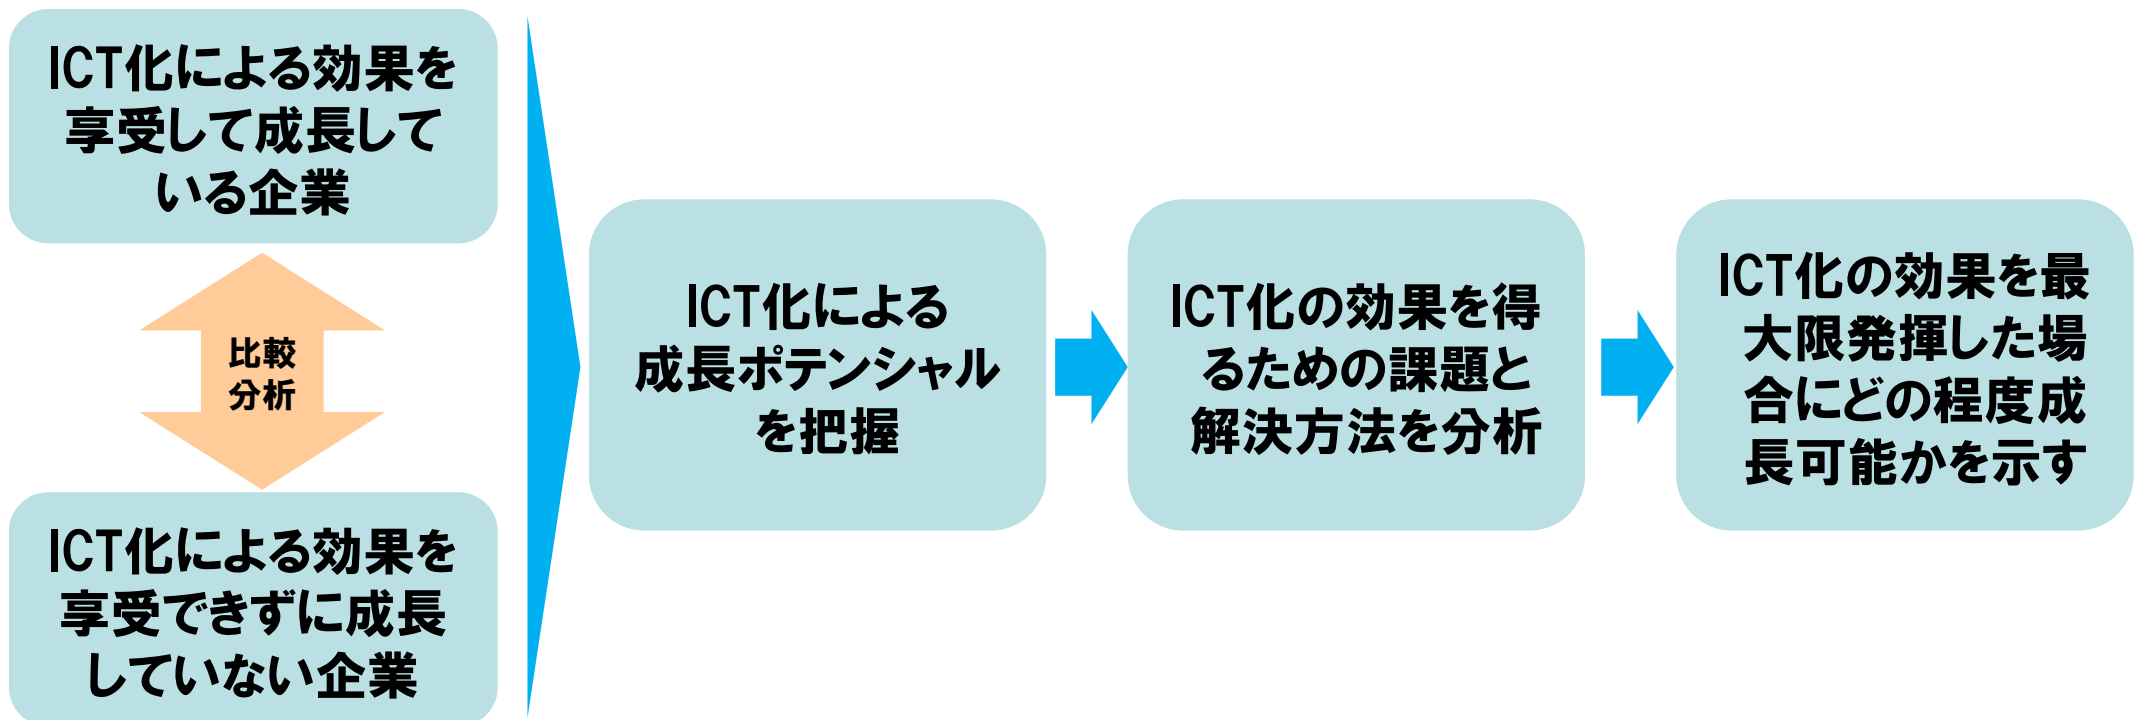 ICT化による効果を
享受して成長して
いる企業
比較
分析
ICT化による効果を
享受できずに成長
していない企業
ICT化による
成長ポテンシャル
を把握
ICT化の効果を得
るための課題と
解決方法を分析
ICT化の効果を最
大限発揮した場
合にどの程度成
長可能かを示す